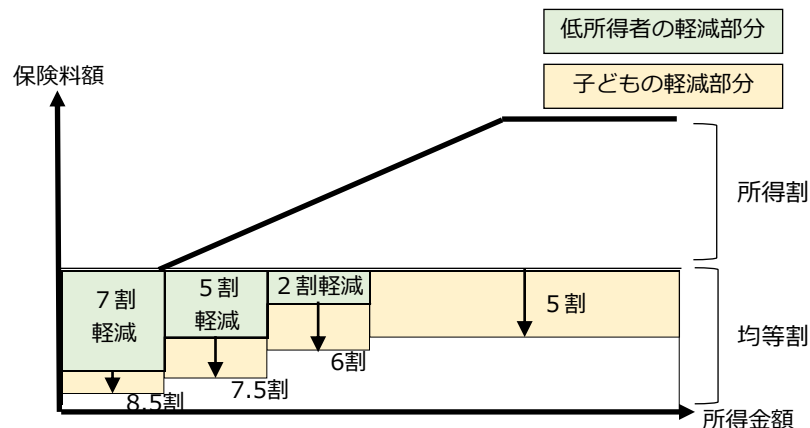 低所得者の軽減部分
子どもの軽減部分
保険料額
所得割
7割
軽減
5割
軽減
2割軽減
5割
均等割
6割
7.5割
8.5割
所得金額